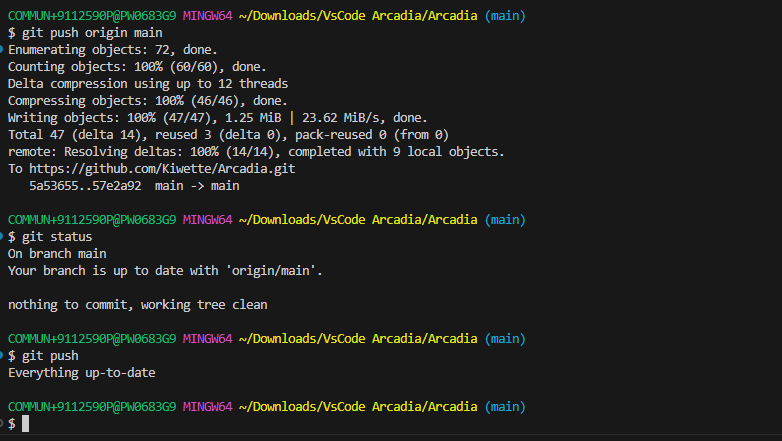 COMMUN+9112590P@PW0683G9 MINGW64 ~/Downloads/VsCode Arcadia/Arcadia (main)
$ git push origin main
Enumerating objects: 72, done.
Counting objects: 100% (60/60), done.
Delta compression using up to 12 threads
Compressing objects: 100% (46/46), done.
Writing objects: 100% (47/47), 1.25 MiB | 23.62 MiB/s, done.
Total 47 (delta 14), reused 3 (delta 0), pack-reused 0 (from 0)
remote: Resolving deltas: 100% (14/14), completed with 9 local objects.
To https://github.com/Kiwette/Arcadia.git
   5a53655..57e2a92  main -> main
COMMUN+9112590P@PW0683G9 MINGW64 ~/Downloads/VsCode Arcadia/Arcadia (main)
$ git status
On branch main
Your branch is up to date with 'origin/main'.
nothing to commit, working tree clean
COMMUN+9112590P@PW0683G9 MINGW64 ~/Downloads/VsCode Arcadia/Arcadia (main)
$ git push
Everything up-to-date
COMMUN+9112590P@PW0683G9 MINGW64 ~/Downloads/VsCode Arcadia/Arcadia (main)
$